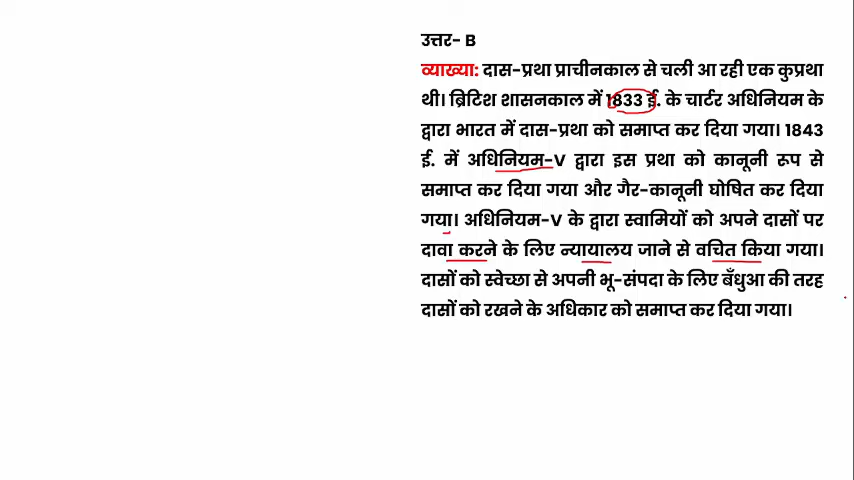 उत्तर- B
व्याख्या: दास-प्रथा प्राचीनकाल से चली आ रही एक कुप्रथा
थी। ब्रिटिश शासनकाल में 1833 ई. के चार्टर अधिनियम के
द्वारा भारत में दास-प्रथा को समाप्त कर दिया गया। 1843
ई. में अधिनियम-V द्वारा इस प्रथा को कानूनी रूप से
समाप्त कर दिया गया और गैर-कानूनी घोषित कर दिया
गया। अधिनियम-V के द्वारा स्वामियों को अपने दासों पर
दावा करने के लिए न्यायालय जाने से वचित किया गया।
दासों को स्वेच्छा से अपनी भू-संपदा के लिए बँधुआ की तरह
दासों को रखने के अधिकार को समाप्त कर दिया गया।